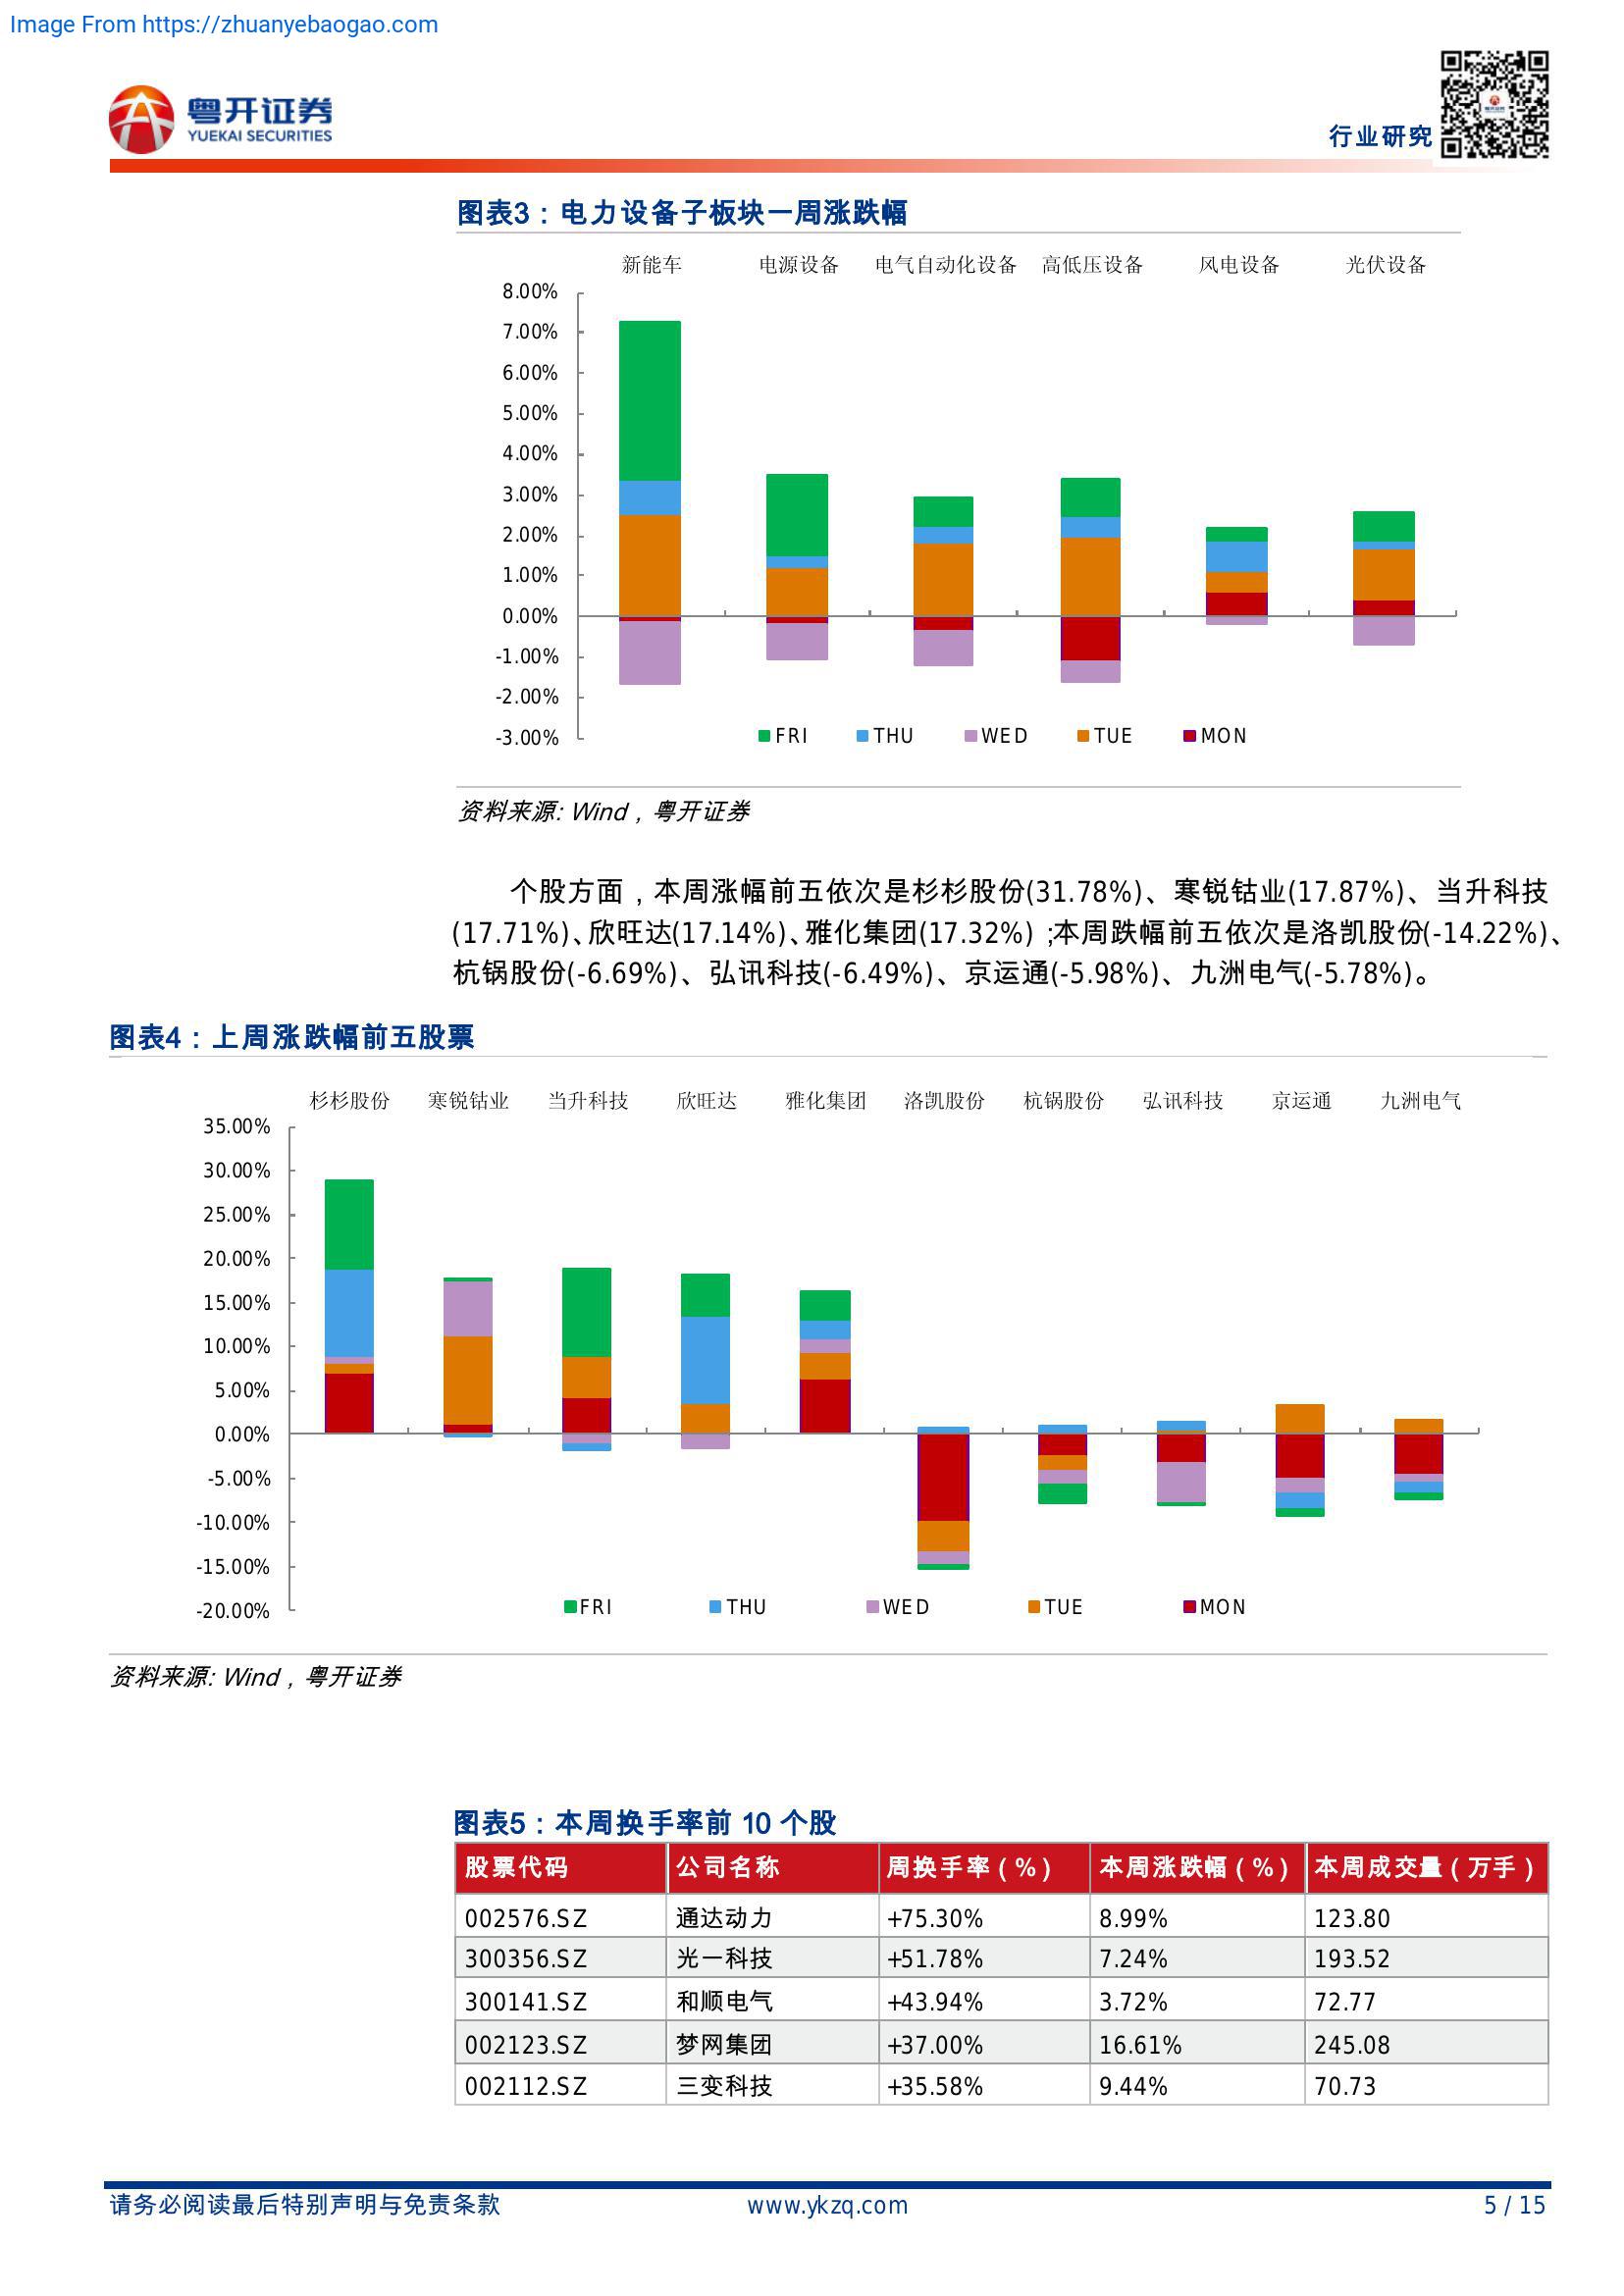 Image From https://zhuanyebaogao.com
粤开证券
YUEKAI SECURITIES
行业研究
图表3：电力设备子板块一周涨跌幅
新能车 电源设备 电气自动化设备 高低压设备 风电设备 光伏设备
8.00%
7.00%
6.00%
5.00%
4.00%
3.00%
2.00%
1.00%
0.00%
-1.00%
-2.00%
-3.00%
FRI THU WED TUE MON
资料来源: Wind，粤开证券
个股方面，本周涨幅前五依次是杉杉股份(31.78%)、寒锐钴业(17.87%)、当升科技
(17.71%)、欣旺达(17.14%)、雅化集团(17.32%)；本周跌幅前五依次是洛凯股份(-14.22%)、
杭锅股份(-6.69%)、弘讯科技(-6.49%)、京运通(-5.98%)、九洲电气(-5.78%)。
图表4：上周涨跌幅前五股票
杉杉股份 寒锐钴业 当升科技 欣旺达 雅化集团 洛凯股份 杭锅股份 弘讯科技 京运通 九洲电气
35.00%
30.00%
25.00%
20.00%
15.00%
10.00%
5.00%
0.00%
-5.00%
-10.00%
-15.00%
-20.00%
FRI THU WED TUE MON
资料来源: Wind，粤开证券
图表5：本周换手率前 10 个股
股票代码 公司名称 周换手率（%） 本周涨跌幅（%） 本周成交量（万手）
002576.SZ 通达动力 +75.30% 8.99% 123.80
300356.SZ 光一科技 +51.78% 7.24% 193.52
300141.SZ 和顺电气 +43.94% 3.72% 72.77
002123.SZ 梦网集团 +37.00% 16.61% 245.08
002112.SZ 三变科技 +35.58% 9.44% 70.73
请务必阅读最后特别声明与免责条款 www.ykzq.com 5 / 15